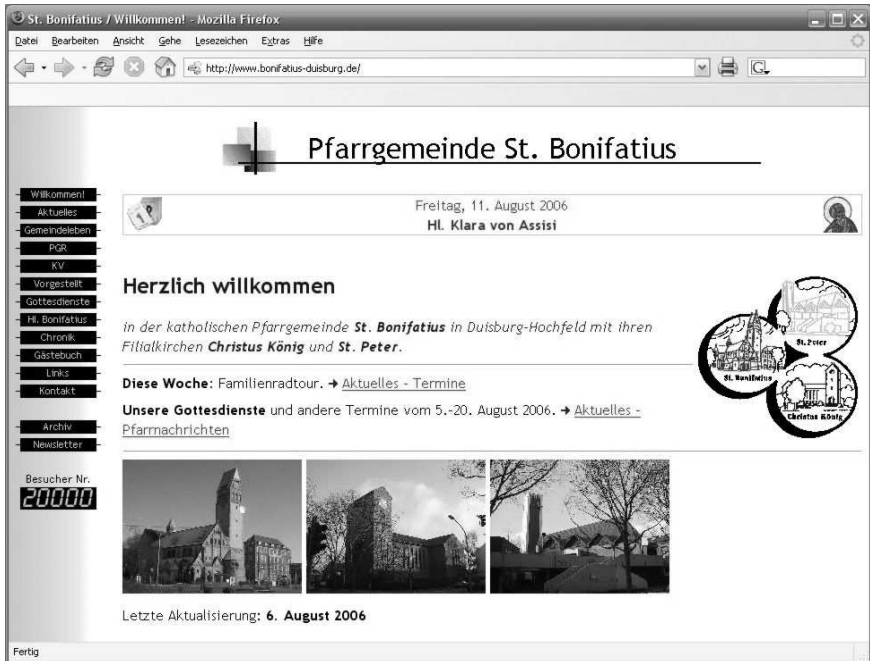 St. Bonifatius / Willkommen! - Mozilla Firefox
Datei Bearbeiten Ansicht Gehe Lesezeichen Extras Hilfe
http://www.bonifatius-duisburg.de/
G
Pfarrgemeinde St. Bonifatius
Willkommen!
Aktuelles
Gemeindeleben
PGR
KV
Vorgestellt
Gottesdienste
Hl. Bonifatius
Chronik
Gästebuch
Links
Kontakt
Archiv
Newsletter
Besucher Nr.
20000
Freitag, 11. August 2006
Hl. Klara von Assisi
Herzlich willkommen
in der katholischen Pfarrgemeinde St. Bonifatius in Duisburg-Hochfeld mit ihren
Filialkirchen Christus König und St. Peter.
Diese Woche: Familienradtour. ➔ Aktuelles - Termine
Unsere Gottesdienste und andere Termine vom 5.-20. August 2006. ➔ Aktuelles -
Pfarrnachrichten
St. Peter
St. Bonifatius
Christus König
Letzte Aktualisierung: 6. August 2006
Fertig